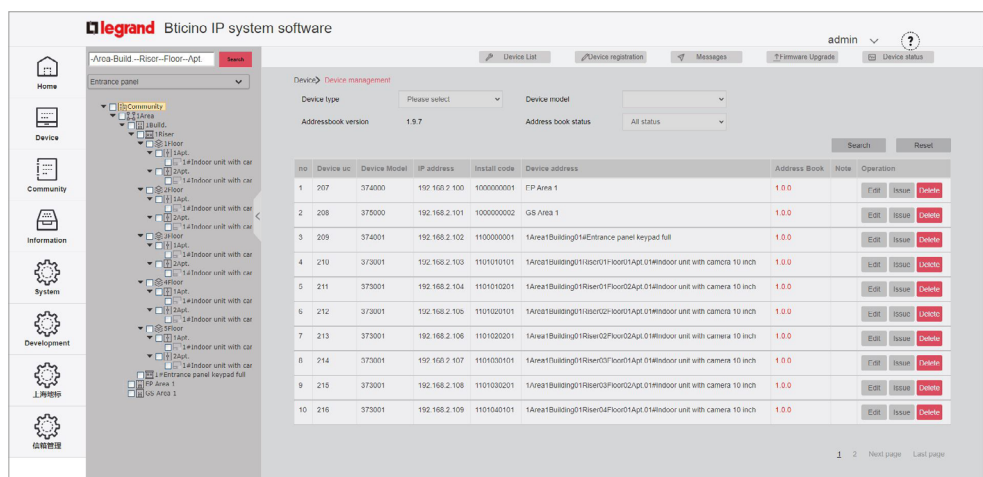 legrand Bticino IP system software
admin
?
-Area-Build.--Riser--Floor--Apt.
Search
Device List
Device registration
Messages
Firmware Upgrade
Device status
Home
Device
Community
Information
System
Development
上海地标
信箱管理
Entrance panel
Community
1Area
1Build.
1Riser
1Floor
1Apt.
1#Indoor unit with car
2Apt.
1#Indoor unit with car
2Floor
1Apt.
1#Indoor unit with car
2Apt.
1#Indoor unit with car
3Floor
1Apt.
1#Indoor unit with car
2Apt.
1#Indoor unit with car
4Floor
1Apt.
1#Indoor unit with car
2Apt.
1#Indoor unit with car
5Floor
1Apt.
1#Indoor unit with car
2Apt.
1#Indoor unit with car
1#Entrance panel keypad full
EP Area 1
GS Area 1
Device> Device management
Device type Please select Device model
Addressbook version 1.9.7 Address book status All status
Search Reset
no Device uc Device Model IP address Install code Device address Address Book Note Operation
1 207 374000 192.168.2.100 1000000001 EP Area 1 1.0.0 Edit Issue Delete
2 208 375000 192.168.2.101 1000000002 GS Area 1 1.0.0 Edit Issue Delete
3 209 374001 192.168.2.102 1100000001 1Area1Building01#Entrance panel keypad full 1.0.0 Edit Issue Delete
4 210 373001 192.168.2.103 1101010101 1Area1Building01Riser01Floor01Apt.01#Indoor unit with camera 10 inch 1.0.0 Edit Issue Delete
5 211 373001 192.168.2.104 1101010201 1Area1Building01Riser01Floor02Apt.01#Indoor unit with camera 10 inch 1.0.0 Edit Issue Delete
6 212 373001 192.168.2.105 1101020101 1Area1Building01Riser02Floor01Apt.01#Indoor unit with camera 10 inch 1.0.0 Edit Issue Delete
7 213 373001 192.168.2.106 1101020201 1Area1Building01Riser02Floor02Apt.01#Indoor unit with camera 10 inch 1.0.0 Edit Issue Delete
8 214 373001 192.168.2.107 1101030101 1Area1Building01Riser03Floor01Apt.01#Indoor unit with camera 10 inch 1.0.0 Edit Issue Delete
9 215 373001 192.168.2.108 1101030201 1Area1Building01Riser03Floor02Apt.01#Indoor unit with camera 10 inch 1.0.0 Edit Issue Delete
10 216 373001 192.168.2.109 1101040101 1Area1Building01Riser04Floor01Apt.01#Indoor unit with camera 10 inch 1.0.0 Edit Issue Delete
1 2 Next page Last page